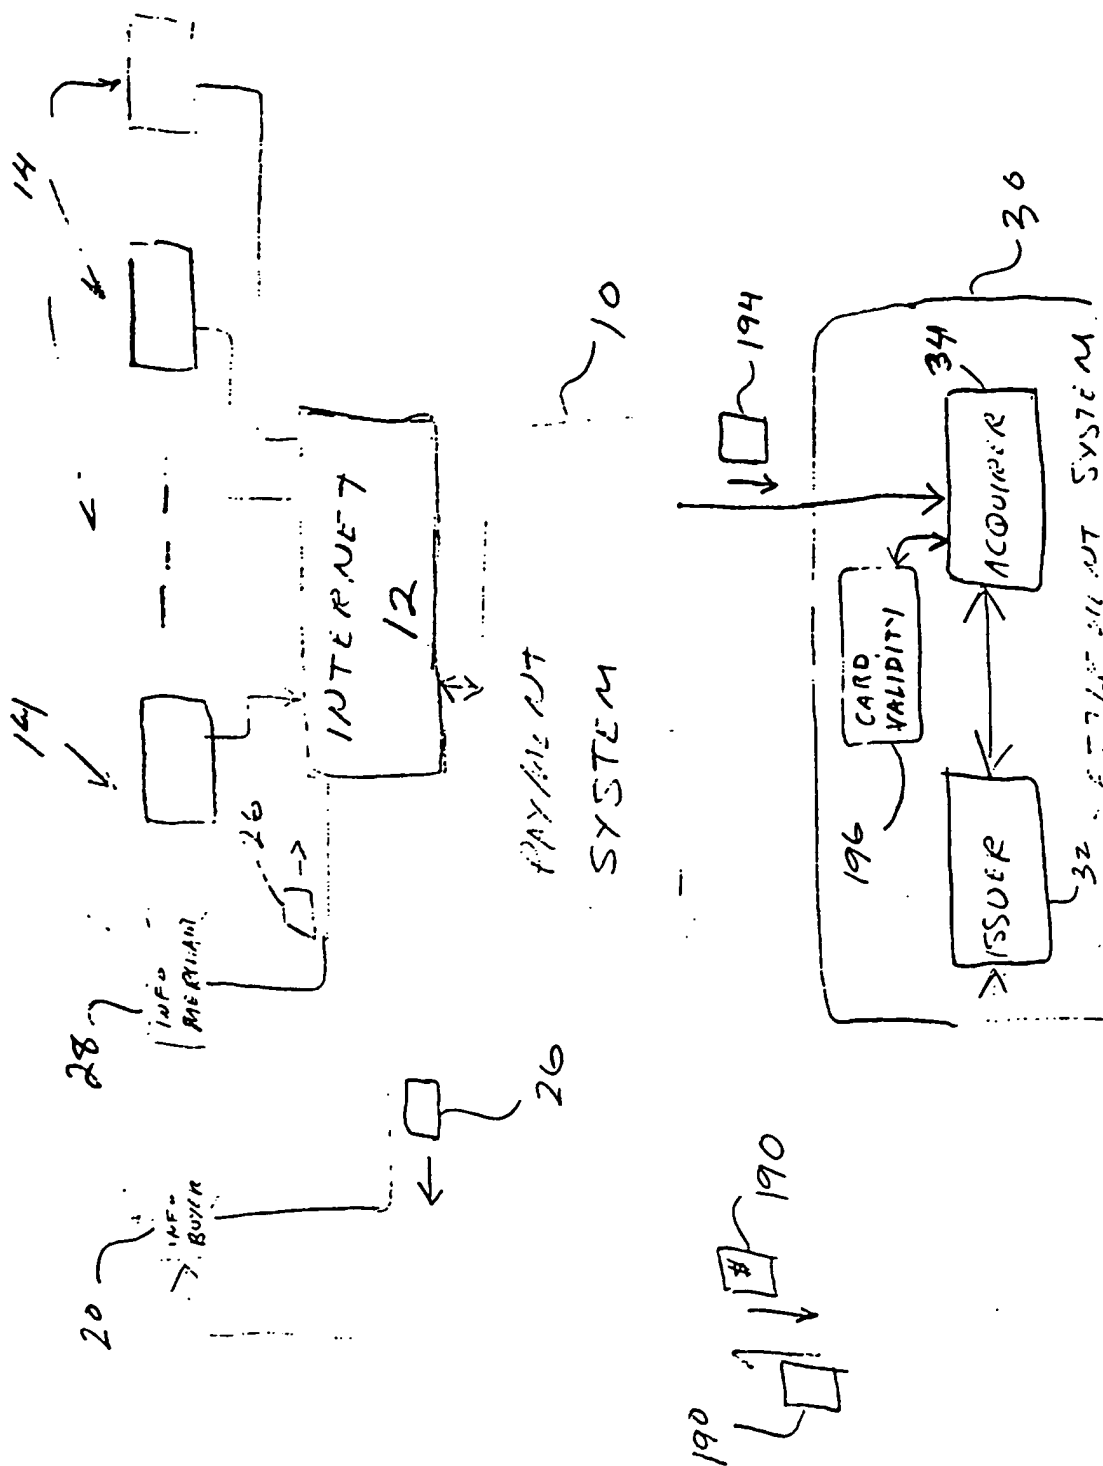 14
14
28
INFO
MERCHANT
20
INFO
BUYER
26
26
INTERNET
12
PAYMENT
SYSTEM
10
190
#
190
194
196
CARD
VALIDITY
ISSUER
32
ACQUIRER
34
30
SYSTEM